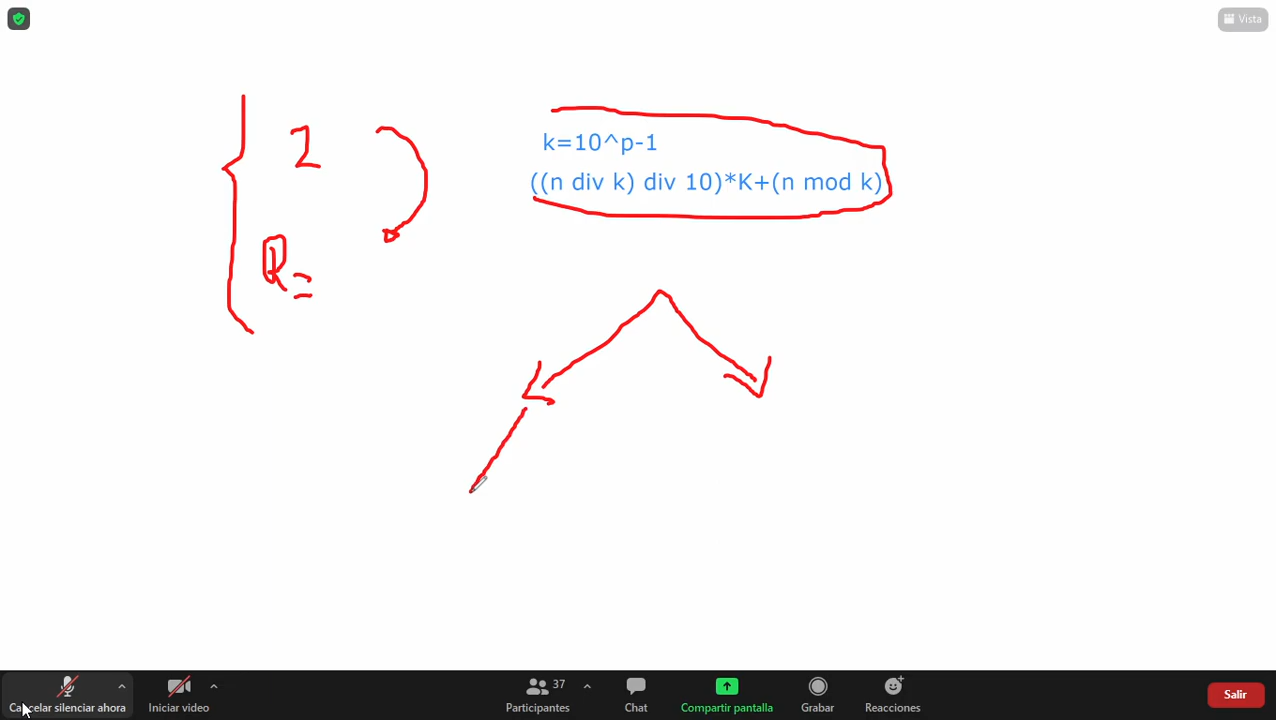 Vista
2
k=10^p-1
((n div k) div 10)*K+(n mod k)
R=
Cancelar silenciar ahora
Iniciar video
37
Participantes
Chat
Compartir pantalla
Grabar
Reacciones
Salir